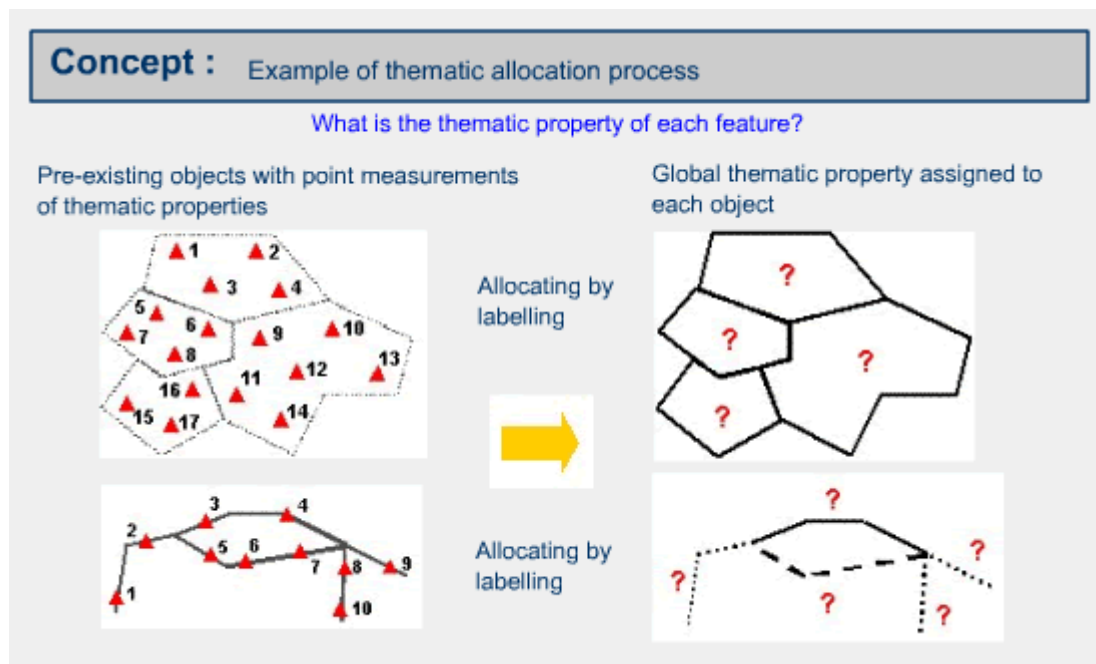 Concept : Example of thematic allocation process
What is the thematic property of each feature?
Pre-existing objects with point measurements
of thematic properties
Global thematic property assigned to
each object
1 2
3 4
5 6 9 10
7 8 12 13
16 11
15 17 14
Allocating by
labelling
?
? ?
?
3 4
2 5 6 7 8 9
1 10
Allocating by
labelling
?
? ? ?
?